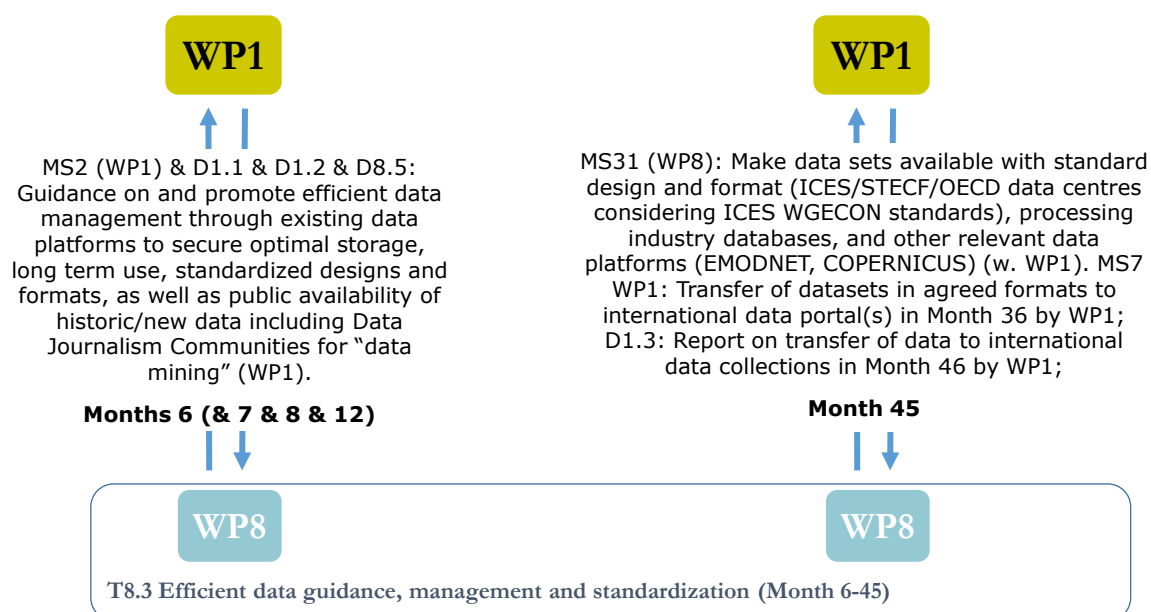 WP1
MS2 (WP1) & D1.1 & D1.2 & D8.5:
Guidance on and promote efficient data
management through existing data
platforms to secure optimal storage,
long term use, standardized designs and
formats, as well as public availability of
historic/new data including Data
Journalism Communities for “data
mining” (WP1).
Months 6 (& 7 & 8 & 12)
WP8
WP1
MS31 (WP8): Make data sets available with standard
design and format (ICES/STECF/OECD data centres
considering ICES WGECON standards), processing
industry databases, and other relevant data
platforms (EMODNET, COPERNICUS) (w. WP1). MS7
WP1: Transfer of datasets in agreed formats to
international data portal(s) in Month 36 by WP1;
D1.3: Report on transfer of data to international
data collections in Month 46 by WP1;
Month 45
WP8
T8.3 Efficient data guidance, management and standardization (Month 6-45)